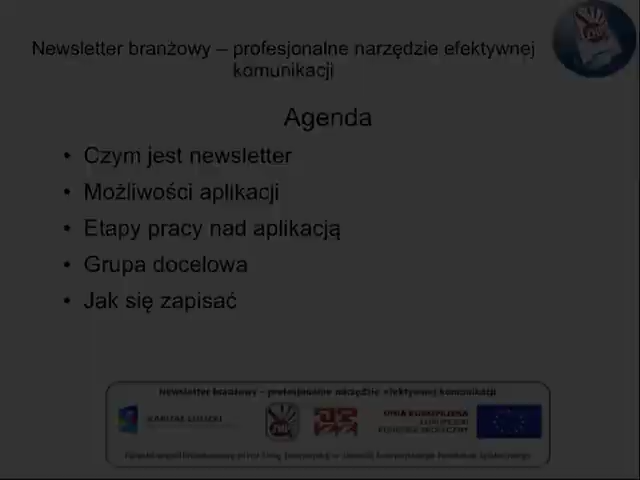 Newsletter branżowy – profesjonalne narzędzie efektywnej
komunikacji
Agenda
• Czym jest newsletter
• Możliwości aplikacji
• Etapy pracy nad aplikacją
• Grupa docelowa
• Jak się zapisać
Newsletter branżowy – profesjonalne narzędzie efektywnej komunikacji
KAPITAŁ LUDZKI
UNIA EUROPEJSKA
EUROPEJSKI
FUNDUSZ SPOŁECZNY